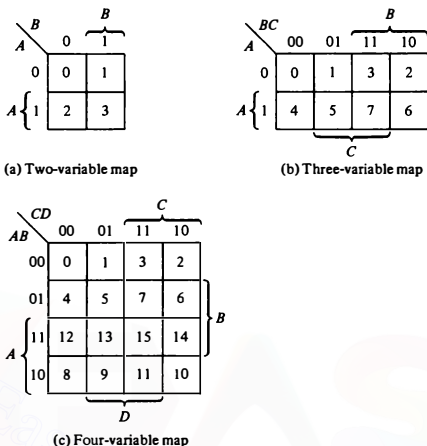 B
B
A
0 1
0 0 1
A { 1 2 3
(a) Two-variable map
B
BC
A
00 01 11 10
0 0 1 3 2
A { 1 4 5 7 6
C
(b) Three-variable map
C
CD
AB
00 01 11 10
00 0 1 3 2
01 4 5 7 6
B
A { 11 12 13 15 14
10 8 9 11 10
D
(c) Four-variable map